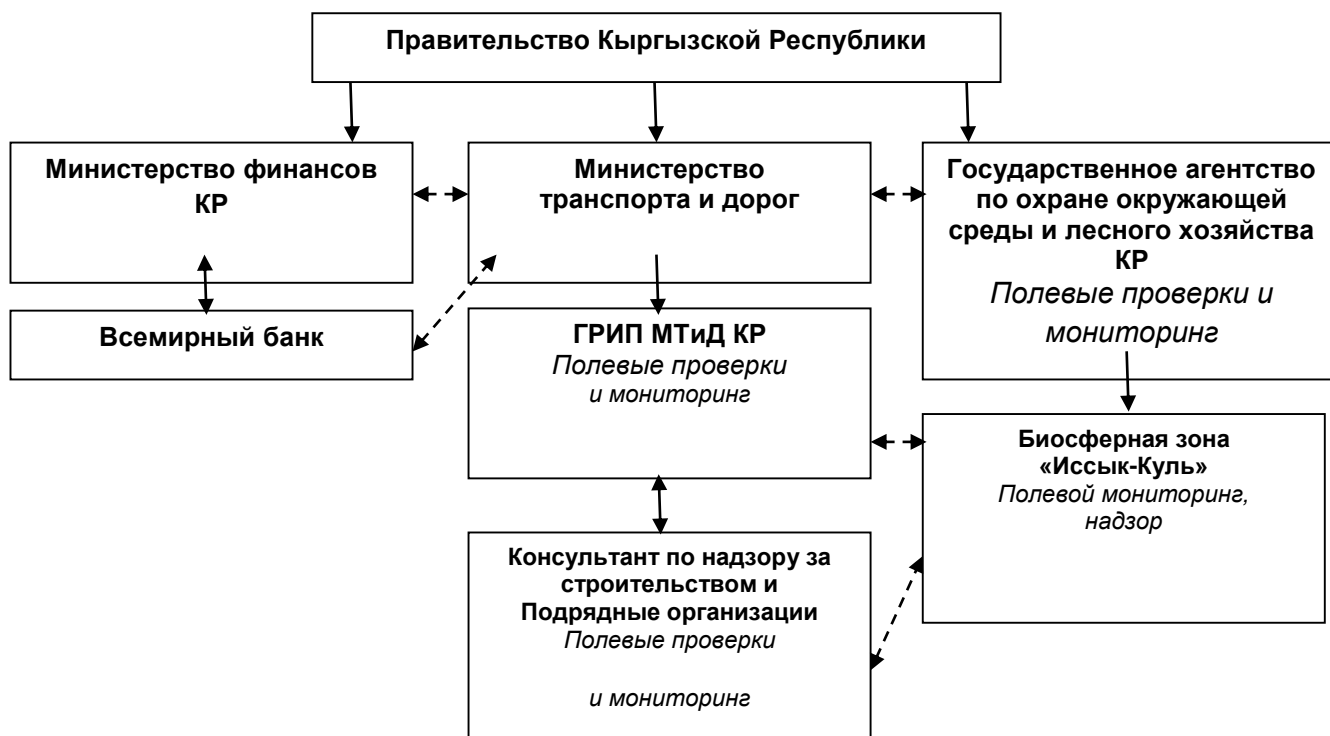 Правительство Кыргызской Республики
Министерство финансов
КР
Министерство
транспорта и дорог
Государственное агентство
по охране окружающей
среды и лесного хозяйства
КР
Полевые проверки и
мониторинг
Всемирный банк
ГРИП МТиД КР
Полевые проверки
и мониторинг
Биосферная зона
«Иссык-Куль»
Полевой мониторинг,
надзор
Консультант по надзору за
строительством и
Подрядные организации
Полевые проверки
и мониторинг